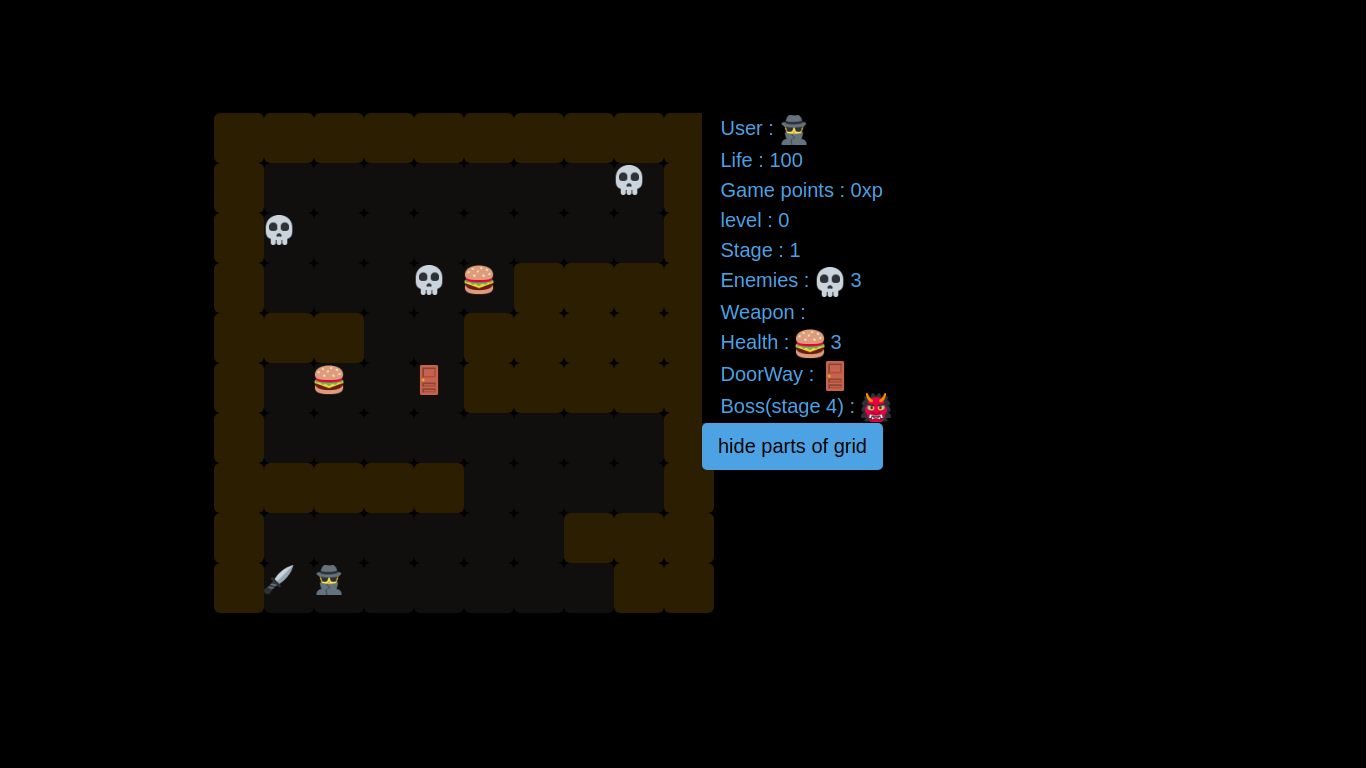 User :
Life : 100
Game points : 0xp
level : 0
Stage : 1
Enemies : 3
Weapon :
Health : 3
DoorWay :
Boss(stage 4) :
hide parts of grid